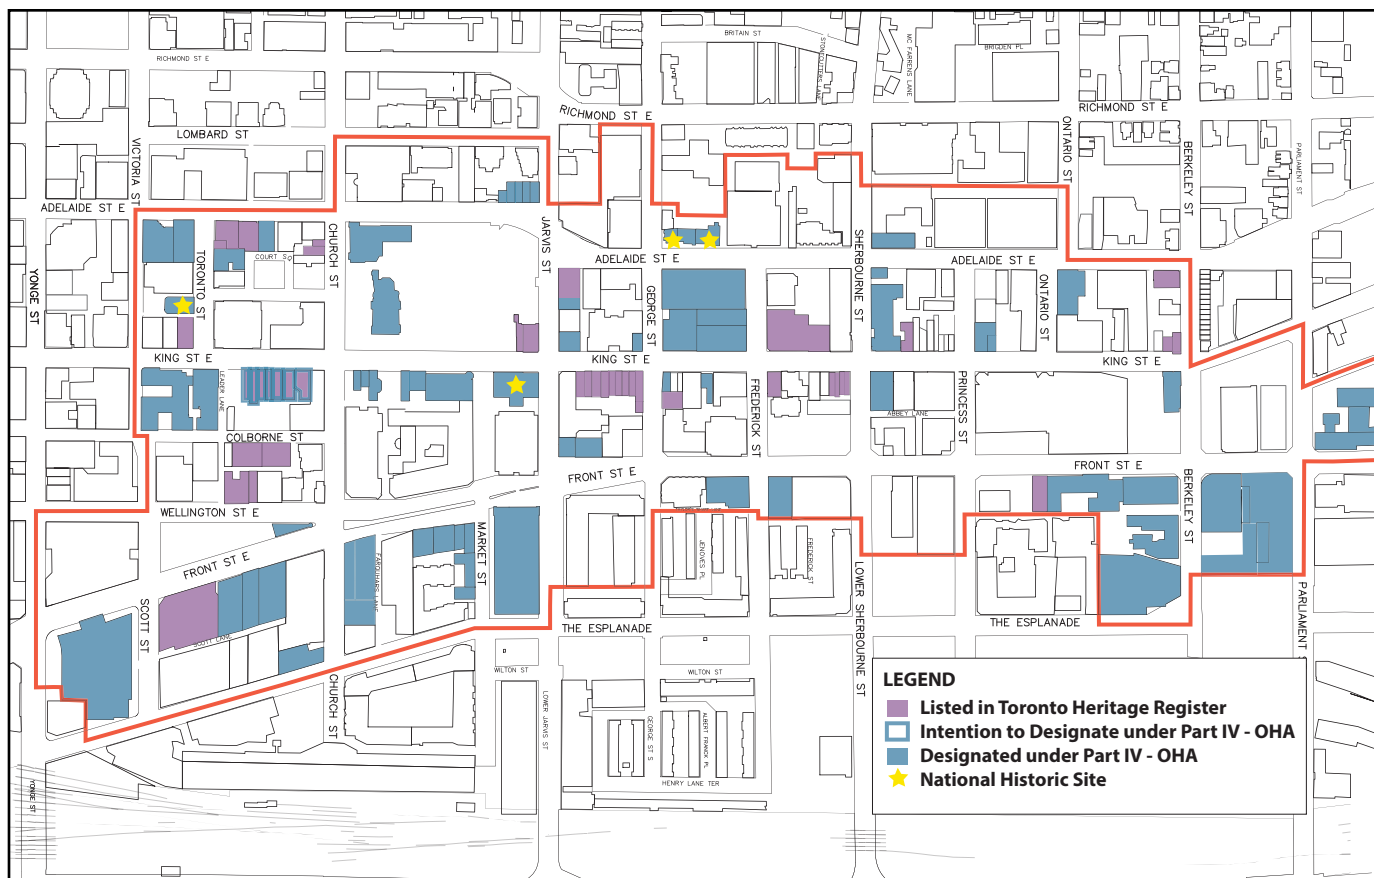 BRITAIN ST
RICHMOND ST E
STONECUTTERS LANE
MC FARRENS LANE
BRIGDEN PL
RICHMOND ST E
RICHMOND ST E
LOMBARD ST
VICTORIA ST
ONTARIO ST
BERKELEY ST
PARLIAMENT ST
ADELAIDE ST E
CHURCH ST
JARVIS ST
SHERBOURNE ST
TORONTO ST
COURT SQ
ADELAIDE ST E
ADELAIDE ST E
YONGE ST
GEORGE ST
ONTARIO ST
KING ST E
KING ST E
KING ST E
LEADER LANE
FREDERICK ST
PRINCESS ST
ABBEY LANE
COLBORNE ST
FRONT ST E
FRONT ST E
BERKELEY ST
WELLINGTON ST E
MARKET ST
FRONT ST E
FARQUHARS LANE
JENOVES PL
FREDERICK ST
LOWER SHERBOURNE ST
PARLIAMENT S
SCOTT ST
SCOTT LANE
THE ESPLANADE
THE ESPLANADE
WILTON ST
WILTON ST
CHURCH ST
LOWER JARVIS ST
GEORGE ST S
ALBERT FRANCK PL
HENRY LANE TER
YONGE ST
LEGEND
Listed in Toronto Heritage Register
Intention to Designate under Part IV - OHA
Designated under Part IV - OHA
National Historic Site